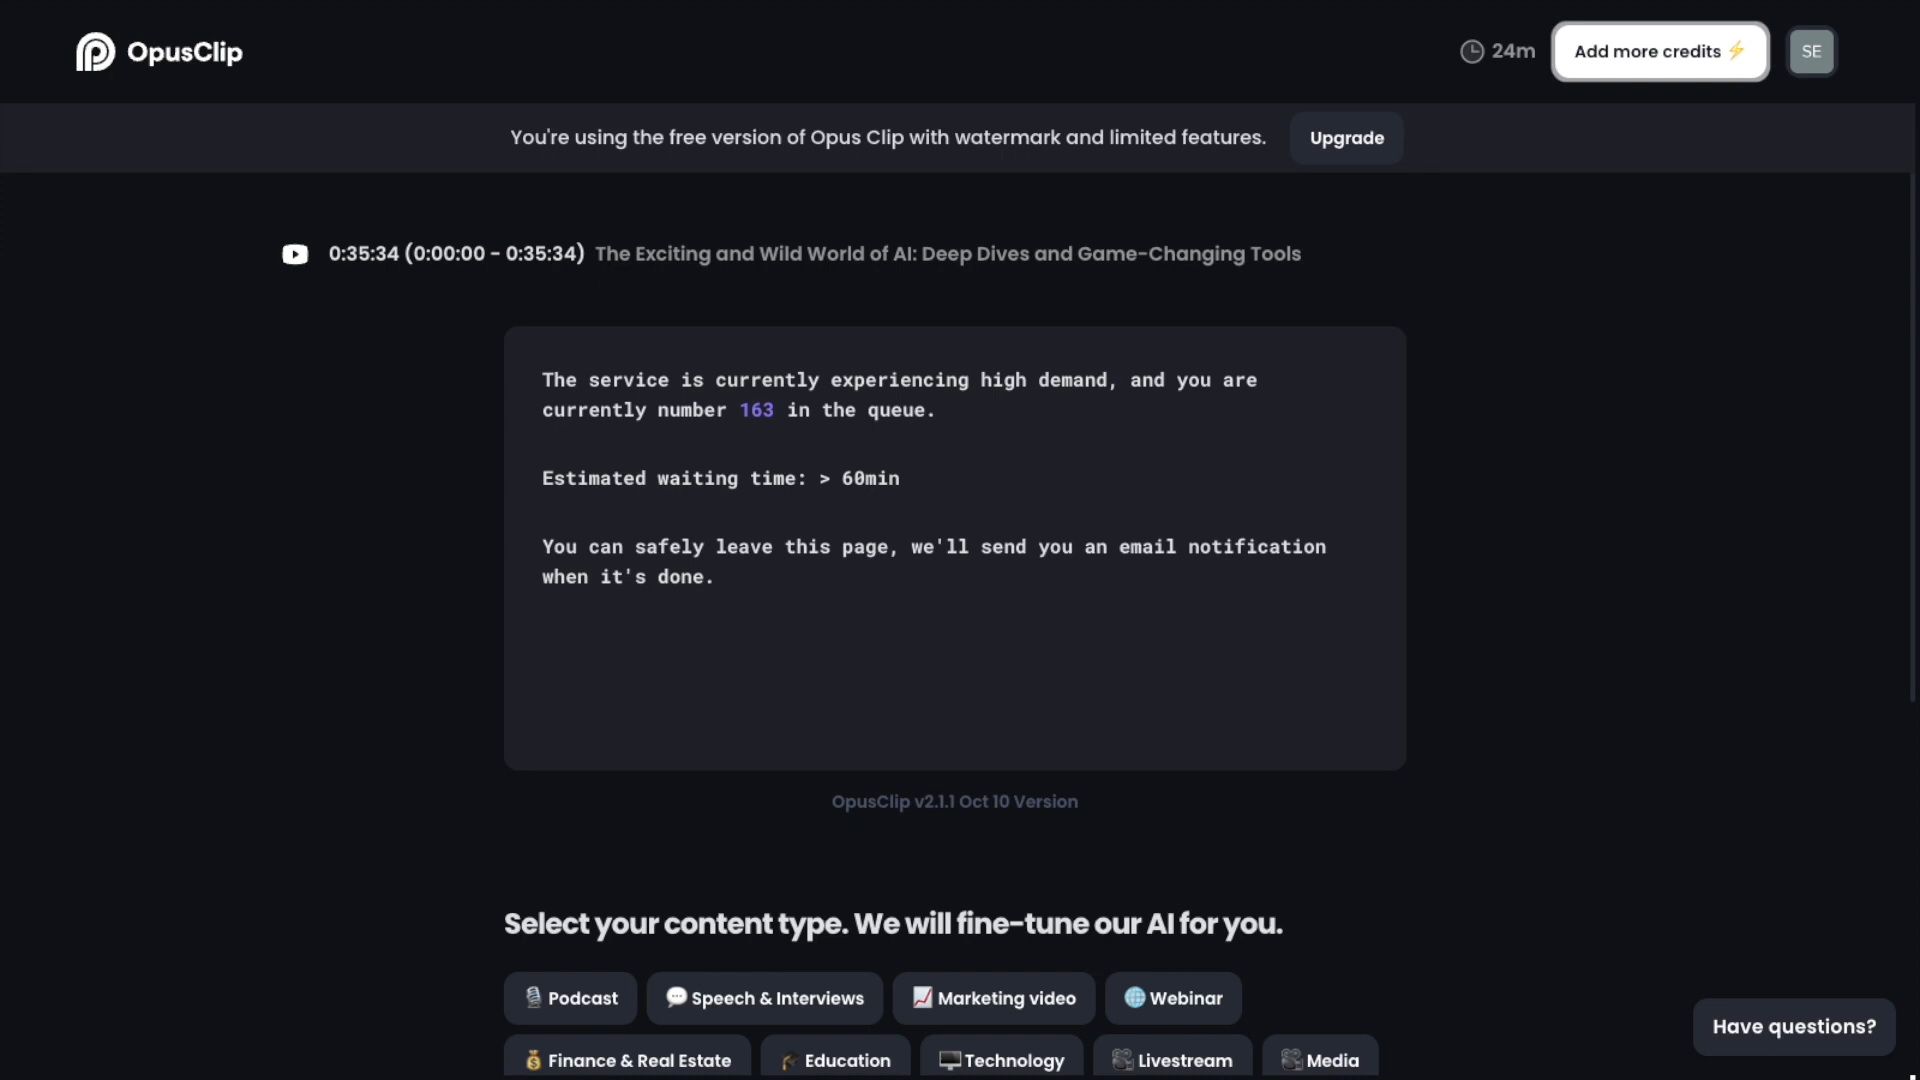 OpusClip
24m
Add more credits ⚡
SE
You're using the free version of Opus Clip with watermark and limited features.
Upgrade
0:35:34 (0:00:00 - 0:35:34) The Exciting and Wild World of AI: Deep Dives and Game-Changing Tools
The service is currently experiencing high demand, and you are
currently number 163 in the queue.
Estimated waiting time: > 60min
You can safely leave this page, we'll send you an email notification
when it's done.
OpusClip v2.1.1 Oct 10 Version
Select your content type. We will fine-tune our AI for you.
Podcast
Speech & Interviews
Marketing video
Webinar
Finance & Real Estate
Education
Technology
Livestream
Media
Have questions?